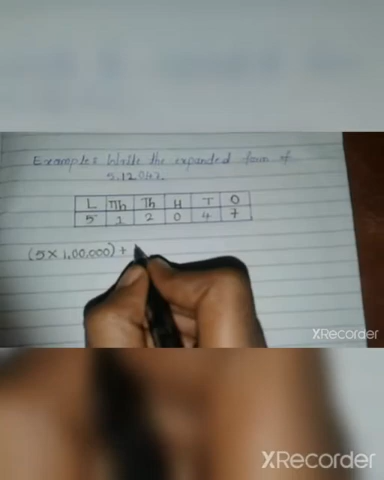 Example: Write the expanded form of
5,12,047.
L TTh Th H T O
5 1 2 0 4 7
(5 × 1,00,000) +
XRecorder
XRecorder